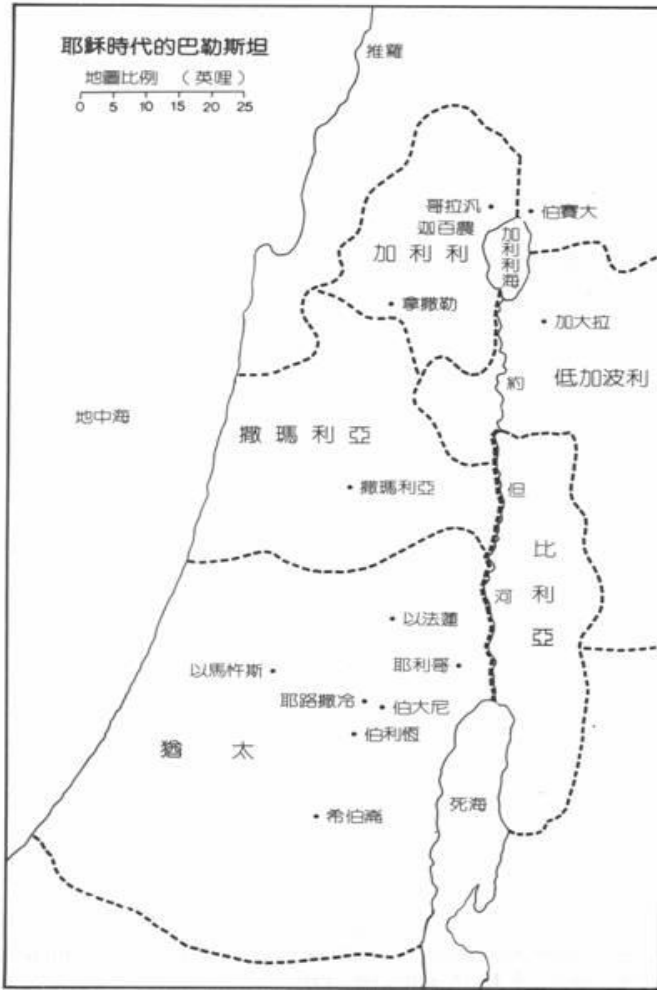 耶穌時代的巴勒斯坦
地圖比例 （英哩）
0 5 10 15 20 25
推羅
哥拉汎
伯賽大
迦百農
加利利
加利利海
拿撒勒
加大拉
約但河
低加波利
地中海
撒瑪利亞
撒瑪利亞
比利亞
以法蓮
耶利哥
以馬忤斯
耶路撒冷
伯大尼
伯利恆
猶太
死海
希伯崙